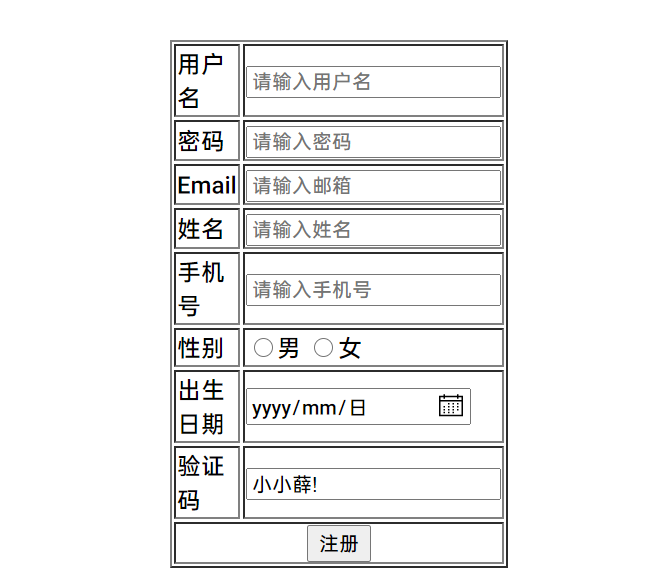 用户
名
请输入用户名
密码
请输入密码
Email
请输入邮箱
姓名
请输入姓名
手机
号
请输入手机号
性别
男 女
出生
日期
yyyy/mm/日
验证
码
小小薛!
注册